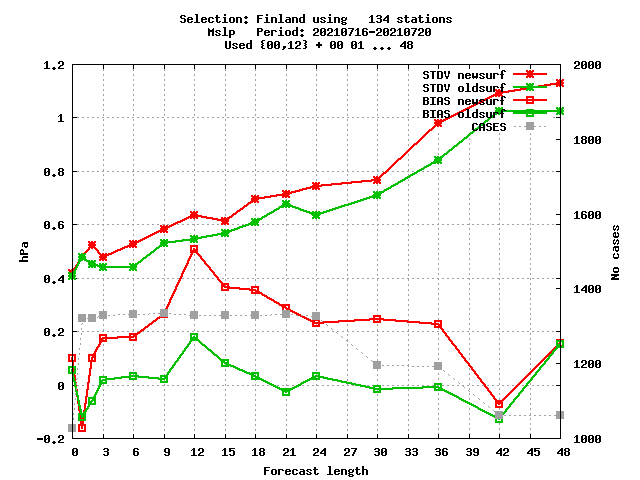 Selection: Finland using   134 stations
Mslp   Period: 20210716-20210720
Used {00,12} + 00 01 ... 48
1.2
1
0.8
0.6
0.4
0.2
0
-0.2
hPa
2000
1800
1600
1400
1200
1000
No cases
STDV newsurf
STDV oldsurf
BIAS newsurf
BIAS oldsurf
CASES
0 3 6 9 12 15 18 21 24 27 30 33 36 39 42 45 48
Forecast length